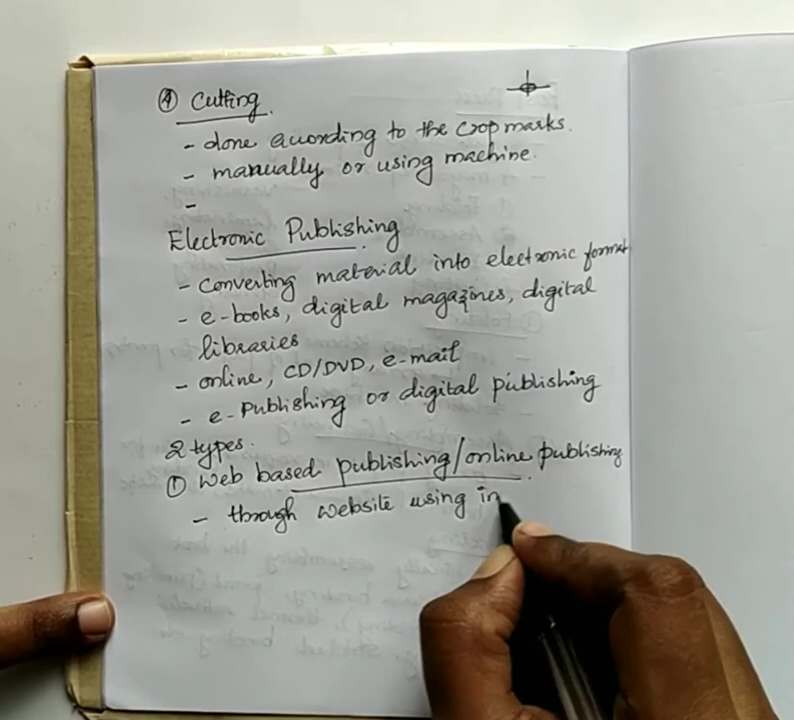 ④ Cutting.
- done according to the crop marks.
- manually or using machine.
-
Electronic Publishing.
- Converting material into electronic format
- e-books, digital magazines, digital
libraries
- online, CD/DVD, e-mail
- e-Publishing or digital publishing
2 types.
① Web based publishing/online publishing.
- through website using in